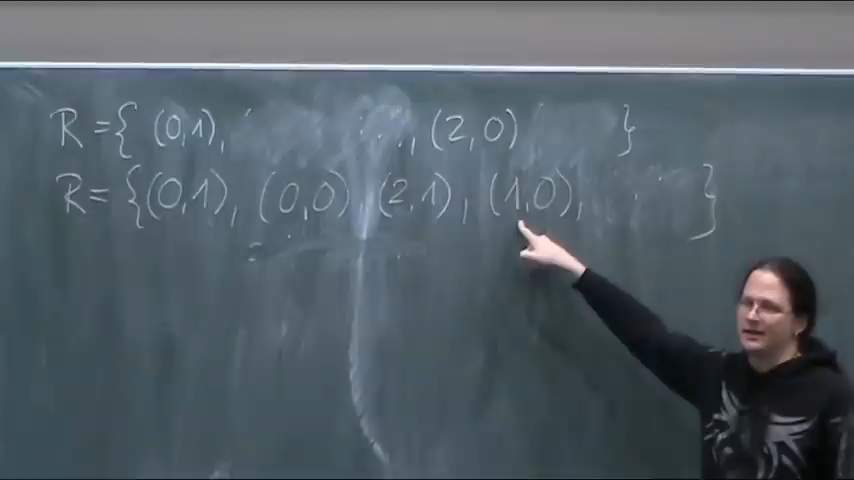 R = { (0,1), (2,0) }
R = { (0,1), (0,0), (2,1), (1,0), }